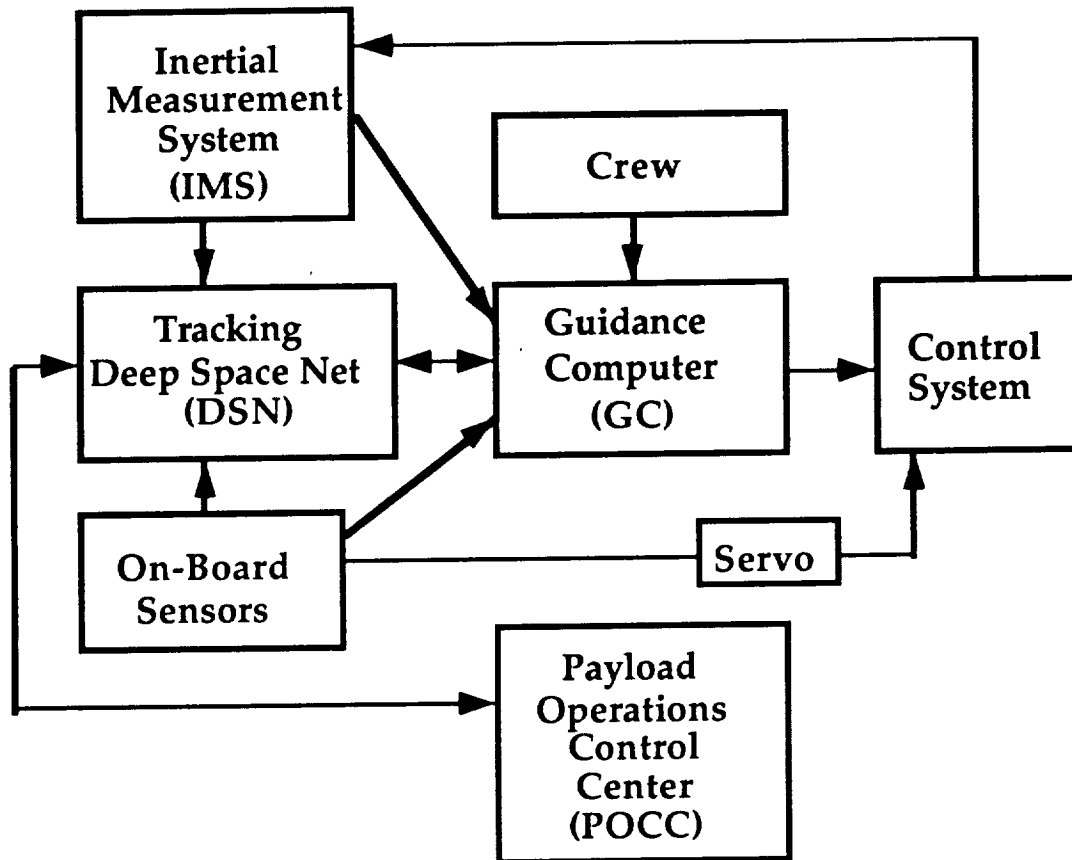 Inertial
Measurement
System
(IMS)
Crew
Tracking
Deep Space Net
(DSN)
Guidance
Computer
(GC)
Control
System
On-Board
Sensors
Servo
Payload
Operations
Control
Center
(POCC)